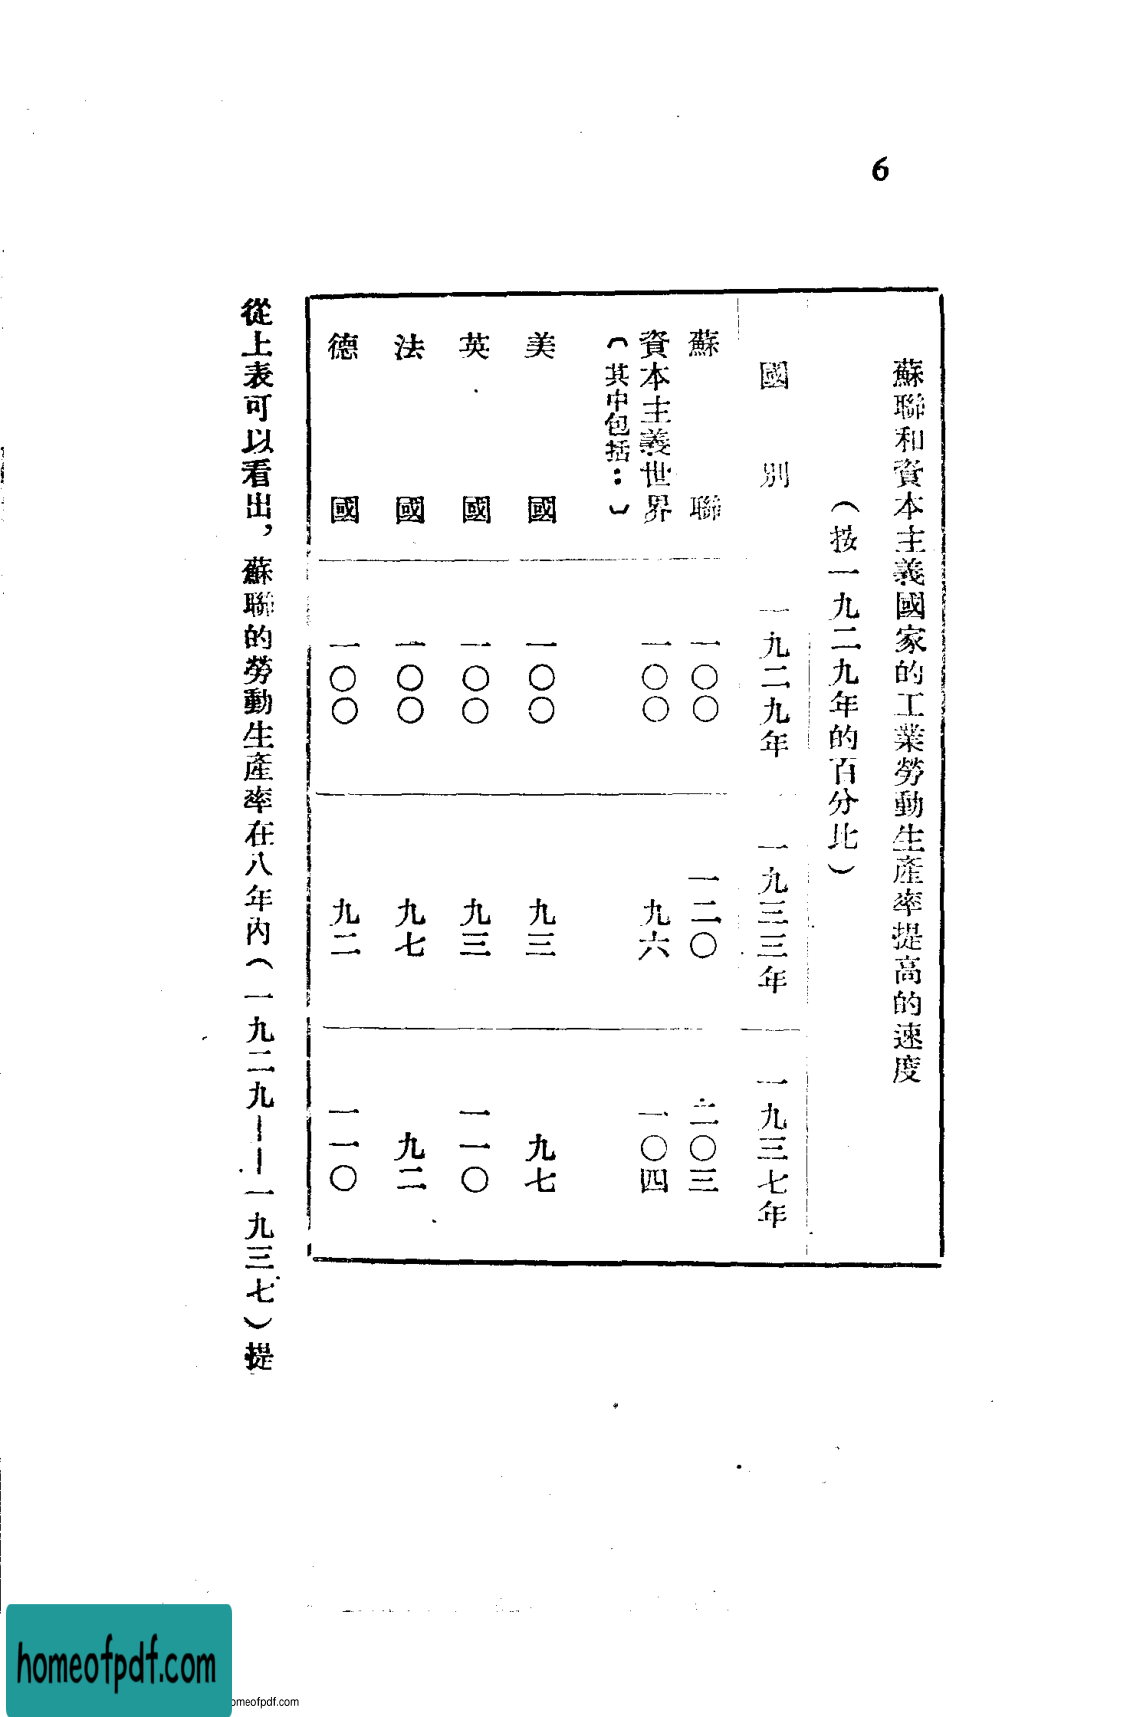 6
蘇聯和資本主義國家的工業勞動生產率提高的速度
（按一九二九年的百分比）
國別 一九二九年 一九三三年 一九三七年
蘇聯 一〇〇 一二〇 二〇三
資本主義世界 一〇〇 九六 一〇四
（其中包括：）
美國 一〇〇 九三 九七
英國 一〇〇 九三 一一〇
法國 一〇〇 九七 九二
德國 一〇〇 九二 一一〇
從上表可以看出，蘇聯的勞動生產率在八年內（一九二九——一九三七）提
homeofpdf.com
omeofpdf.com